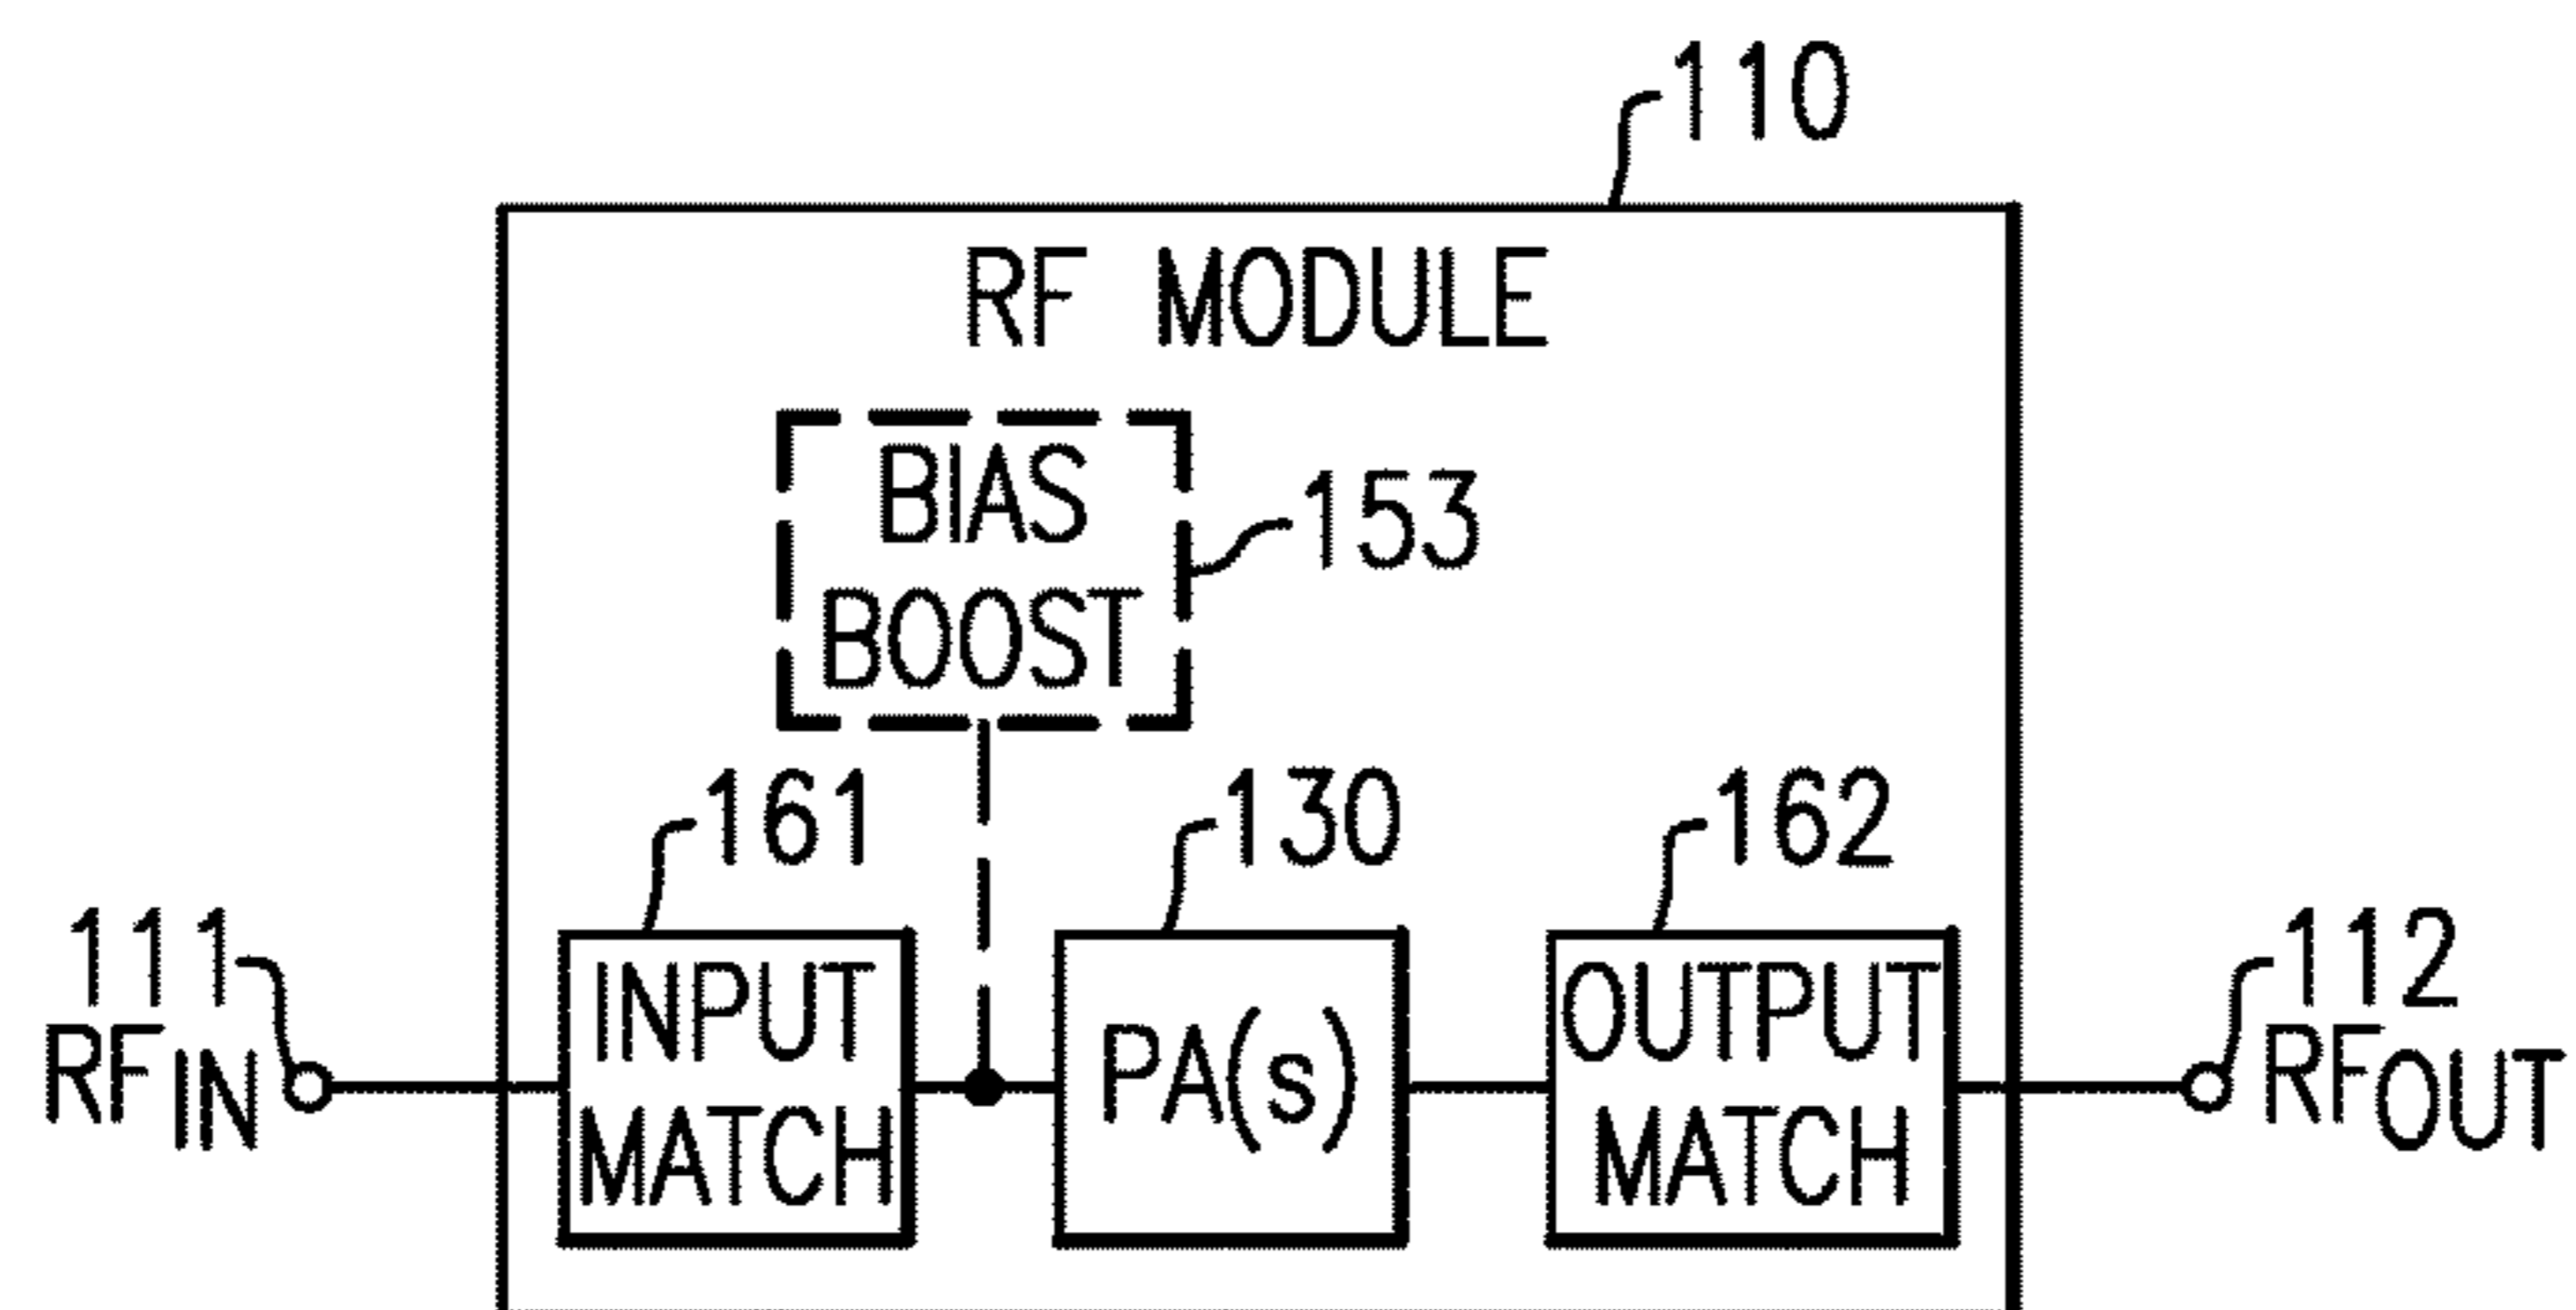 110
RF MODULE
BIAS
BOOST
153
161
130
162
111
RFIN
INPUT
MATCH
PA(s)
OUTPUT
MATCH
112
RFOUT